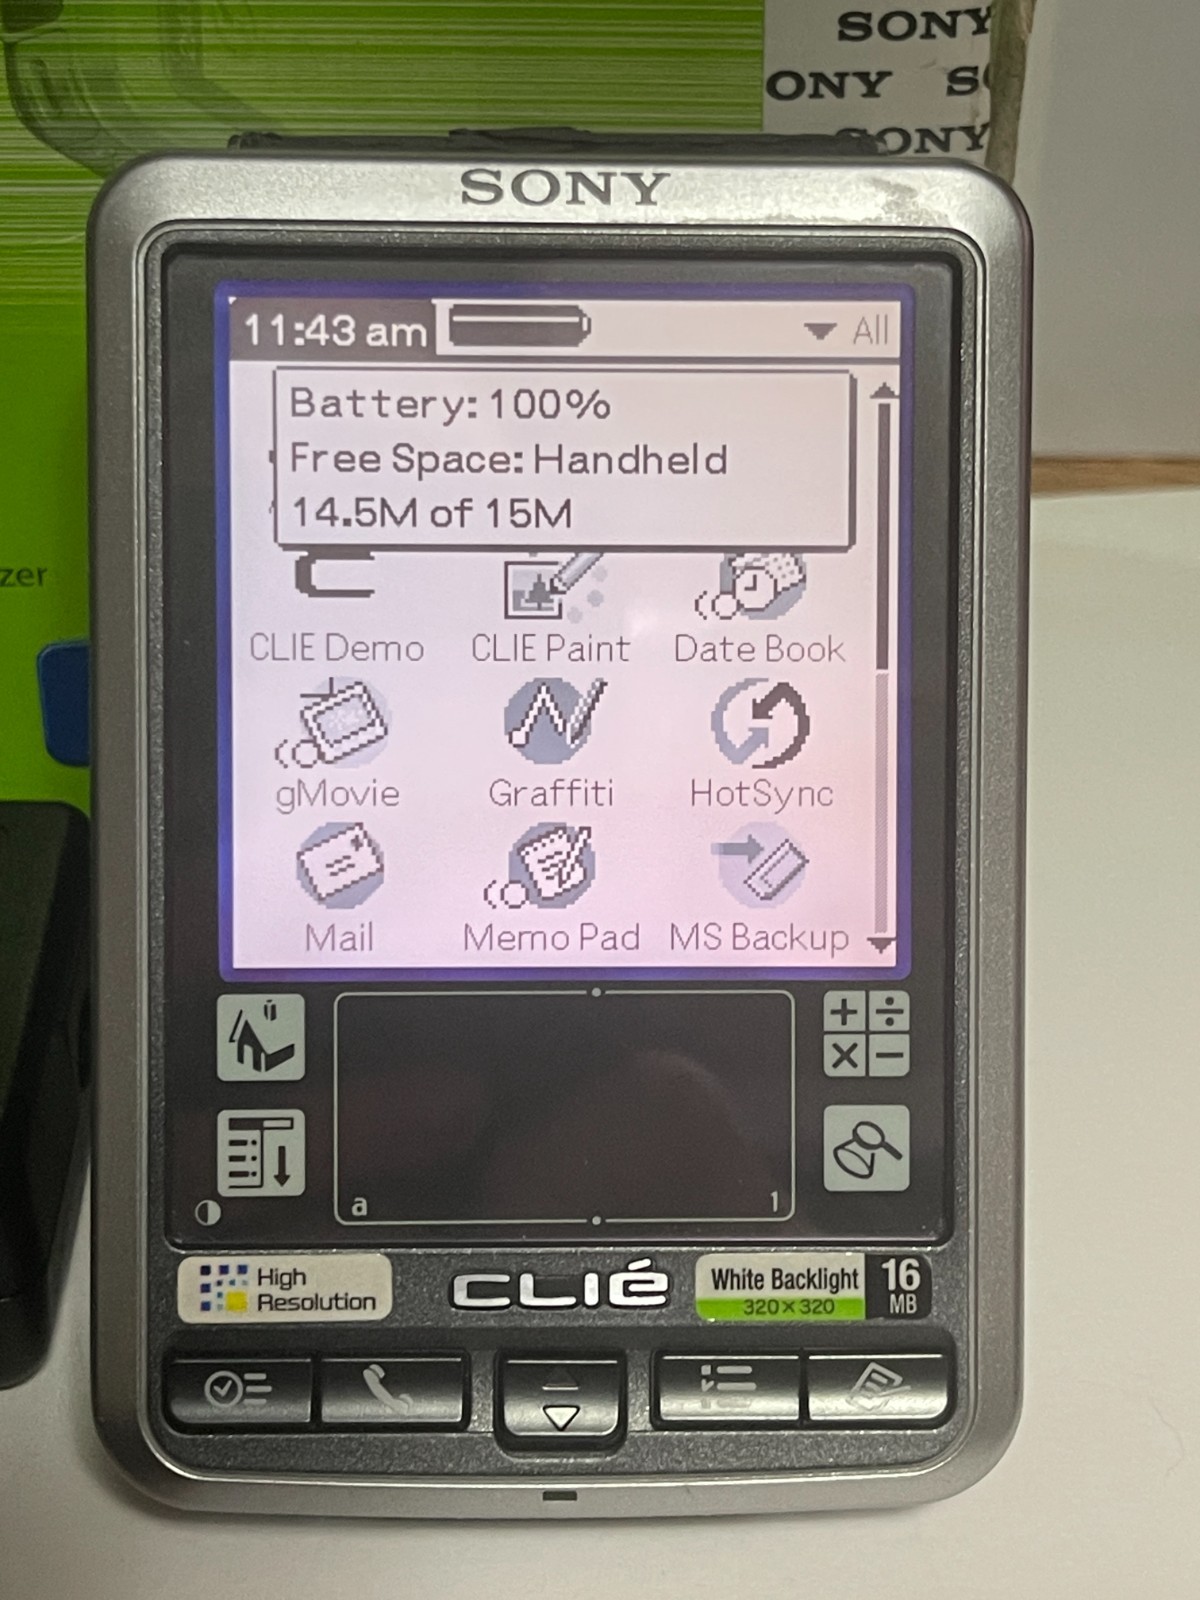 SONY
ONY
SONY
SONY
11:43 am
All
Battery: 100%
Free Space: Handheld
14.5M of 15M
CLIE Demo CLIE Paint Date Book
gMovie Graffiti HotSync
Mail Memo Pad MS Backup
zer
+ ÷
× −
a 1
High
Resolution
CLIÉ
White Backlight
320×320
16
MB